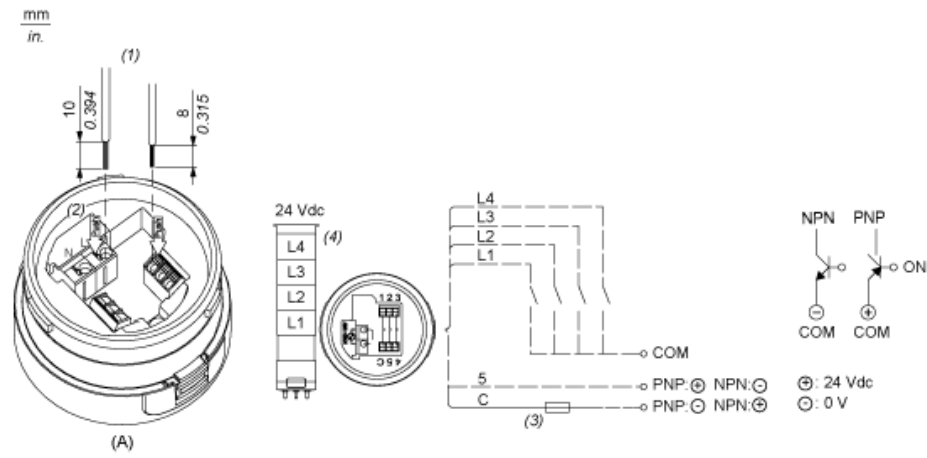 mm
in.
(1)
10
0.394
8
0.315
(2)
N
24 Vdc
(4)
L4
L3
L2
L1
1 2 3
4 5 C
L4
L3
L2
L1
COM
5
PNP:⊕ NPN:⊖
C
PNP:⊖ NPN:⊕
(3)
NPN PNP
ON
⊖ ⊕
COM COM
⊕: 24 Vdc
⊖: 0 V
(A)